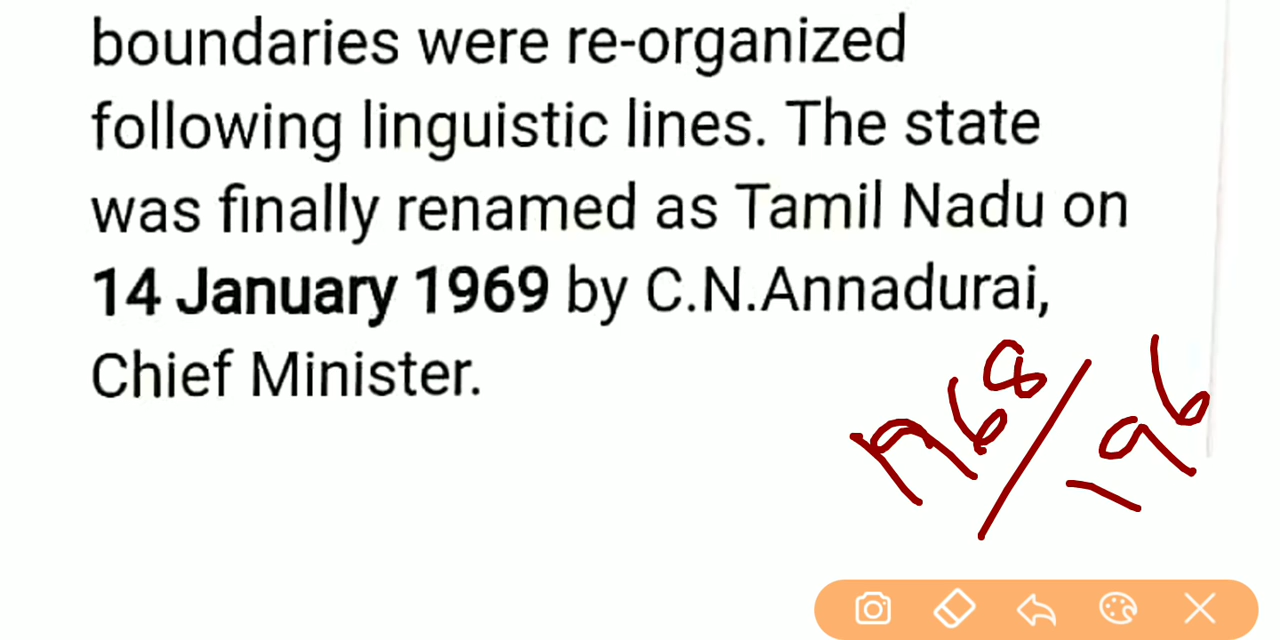 boundaries were re-organized
following linguistic lines. The state
was finally renamed as Tamil Nadu on
14 January 1969 by C.N.Annadurai,
Chief Minister.
1968/196